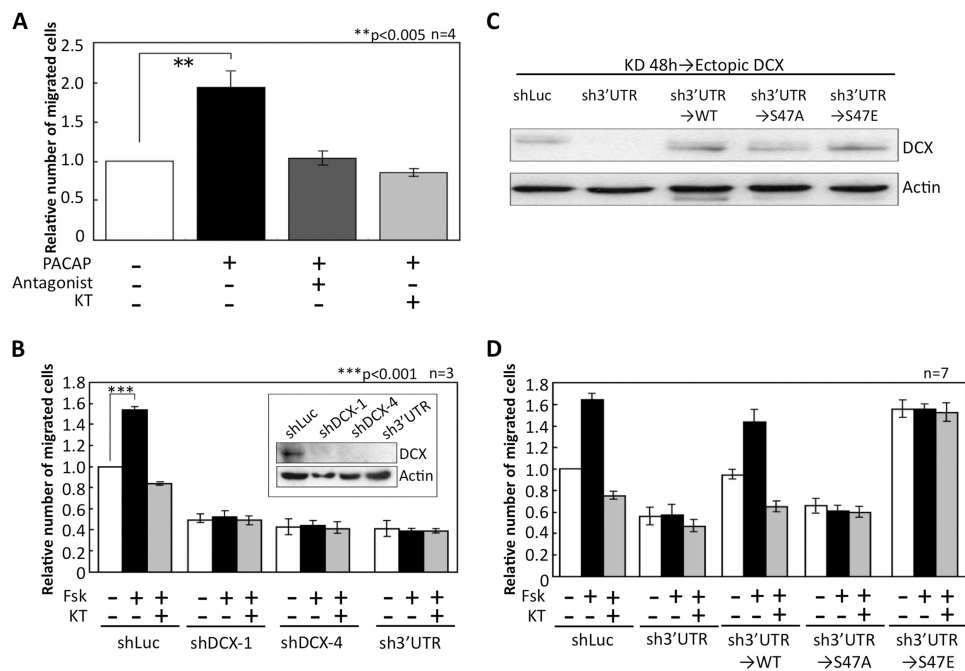 A
**p<0.005 n=4
Relative number of migrated cells
2.5
2.0
1.5
1.0
0.5
0
**
PACAP - + + +
Antagonist - - + -
KT - - - +
B
***p<0.001 n=3
Relative number of migrated cells
1.8
1.6
1.4
1.2
1.0
0.8
0.6
0.4
0.2
0
***
shLuc shDCX-1 shDCX-4 sh3’UTR
DCX
Actin
Fsk - + + - + + - + + - + +
KT + + + +
shLuc shDCX-1 shDCX-4 sh3’UTR
C
KD 48h→Ectopic DCX
shLuc sh3’UTR sh3’UTR sh3’UTR sh3’UTR
→WT →S47A →S47E
DCX
Actin
D
n=7
Relative number of migrated cells
1.8
1.6
1.4
1.2
1.0
0.8
0.6
0.4
0.2
0
Fsk - + + - + + - + + - + + - + +
KT + + + + +
shLuc sh3’UTR sh3’UTR sh3’UTR sh3’UTR
→WT →S47A →S47E